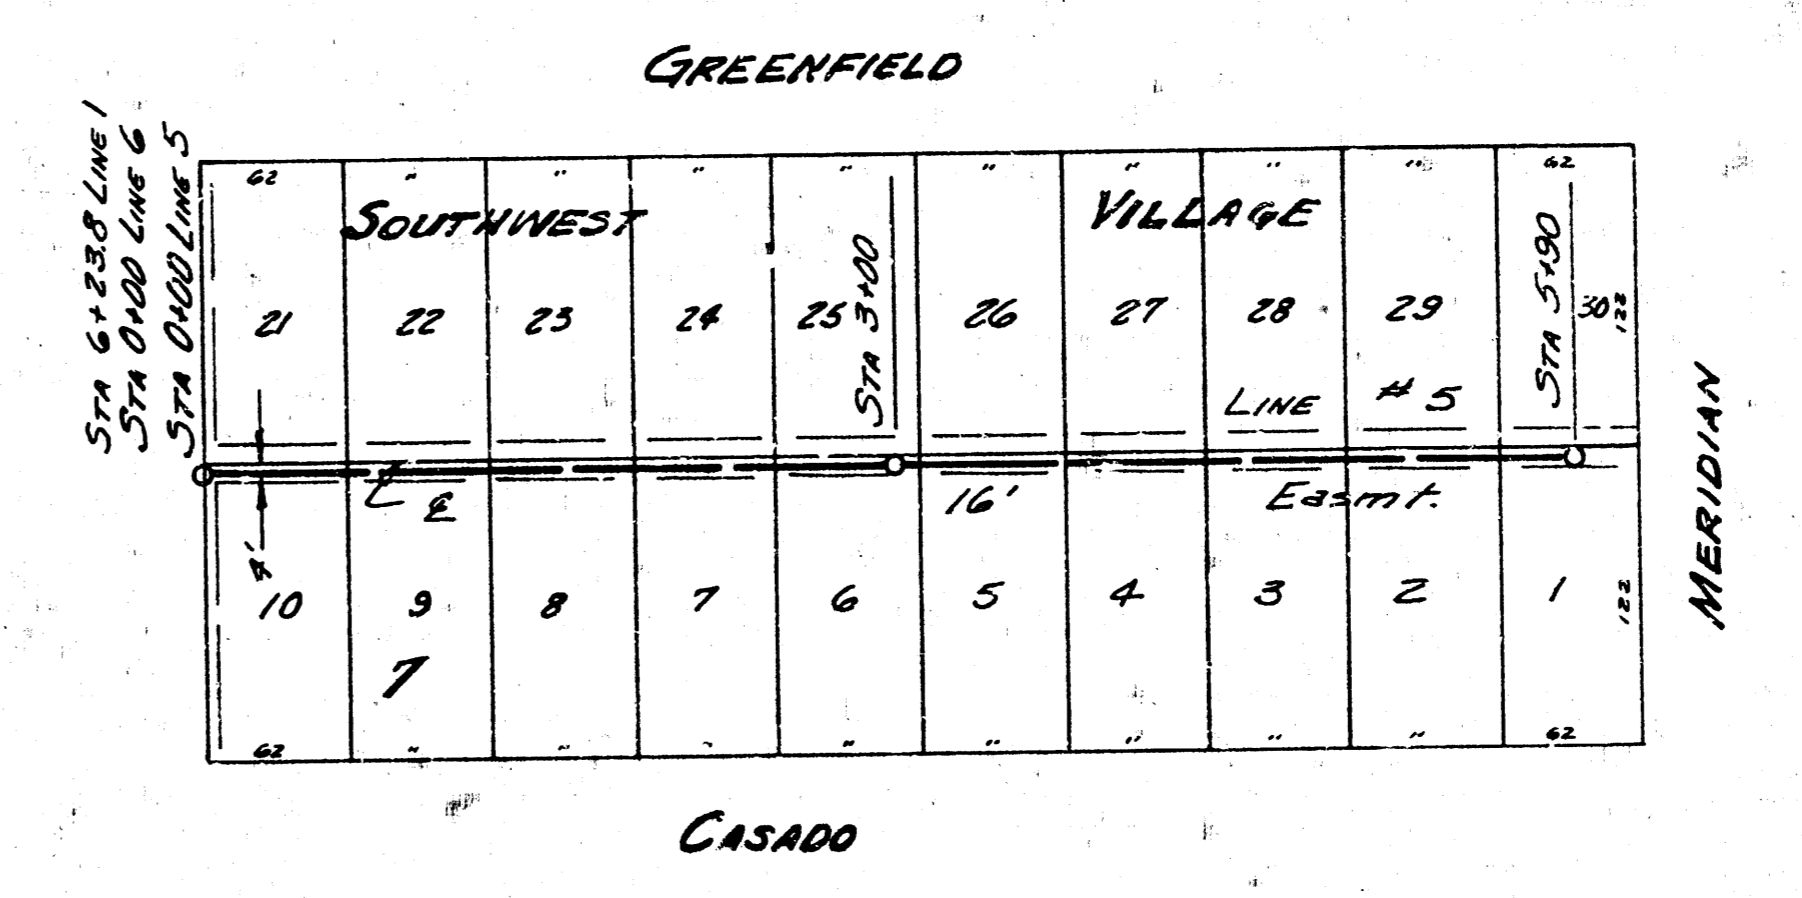 GREENFIELD
STA 6+23.8 LINE 1
STA 0+00 LINE 6
STA 0+00 LINE 5
62 " " " " " " " " 62
SOUTHWEST VILLAGE
21 22 23 24 25 26 27 28 29 30
122
STA 3+00
STA 5+90
LINE # 5
MERIDIAN
℄
16' Easmt.
10 9 8 7 6 5 4 3 2 1
122
7
62 " " " " " " " " 62
CASADO